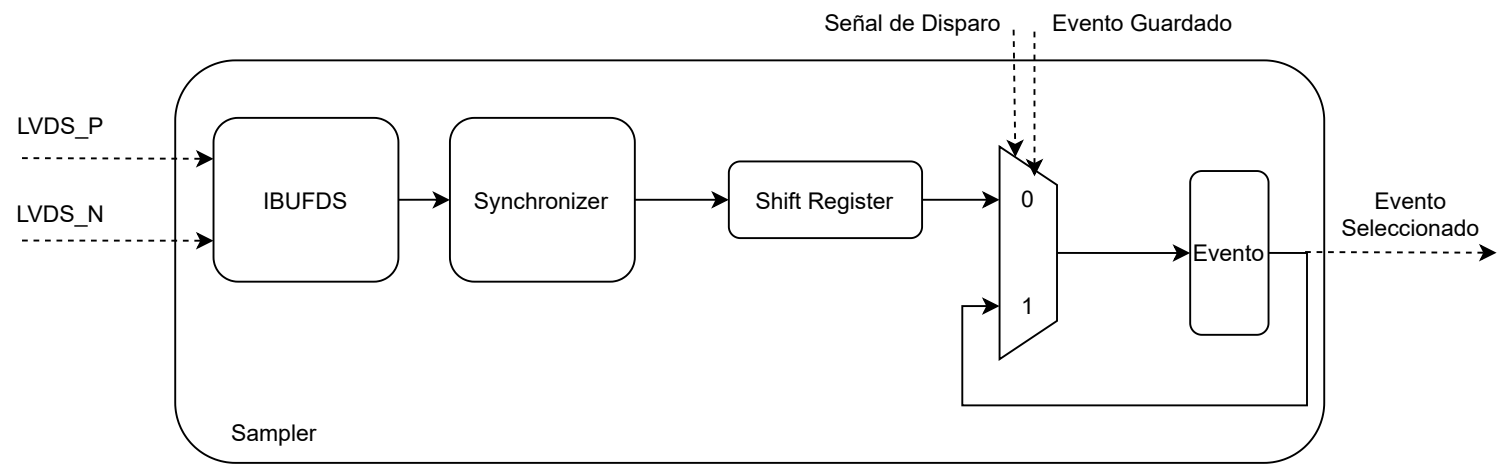 Señal de Disparo
Evento Guardado
LVDS_P
LVDS_N
IBUFDS
Synchronizer
Shift Register
0
1
Evento
Evento
Seleccionado
Sampler